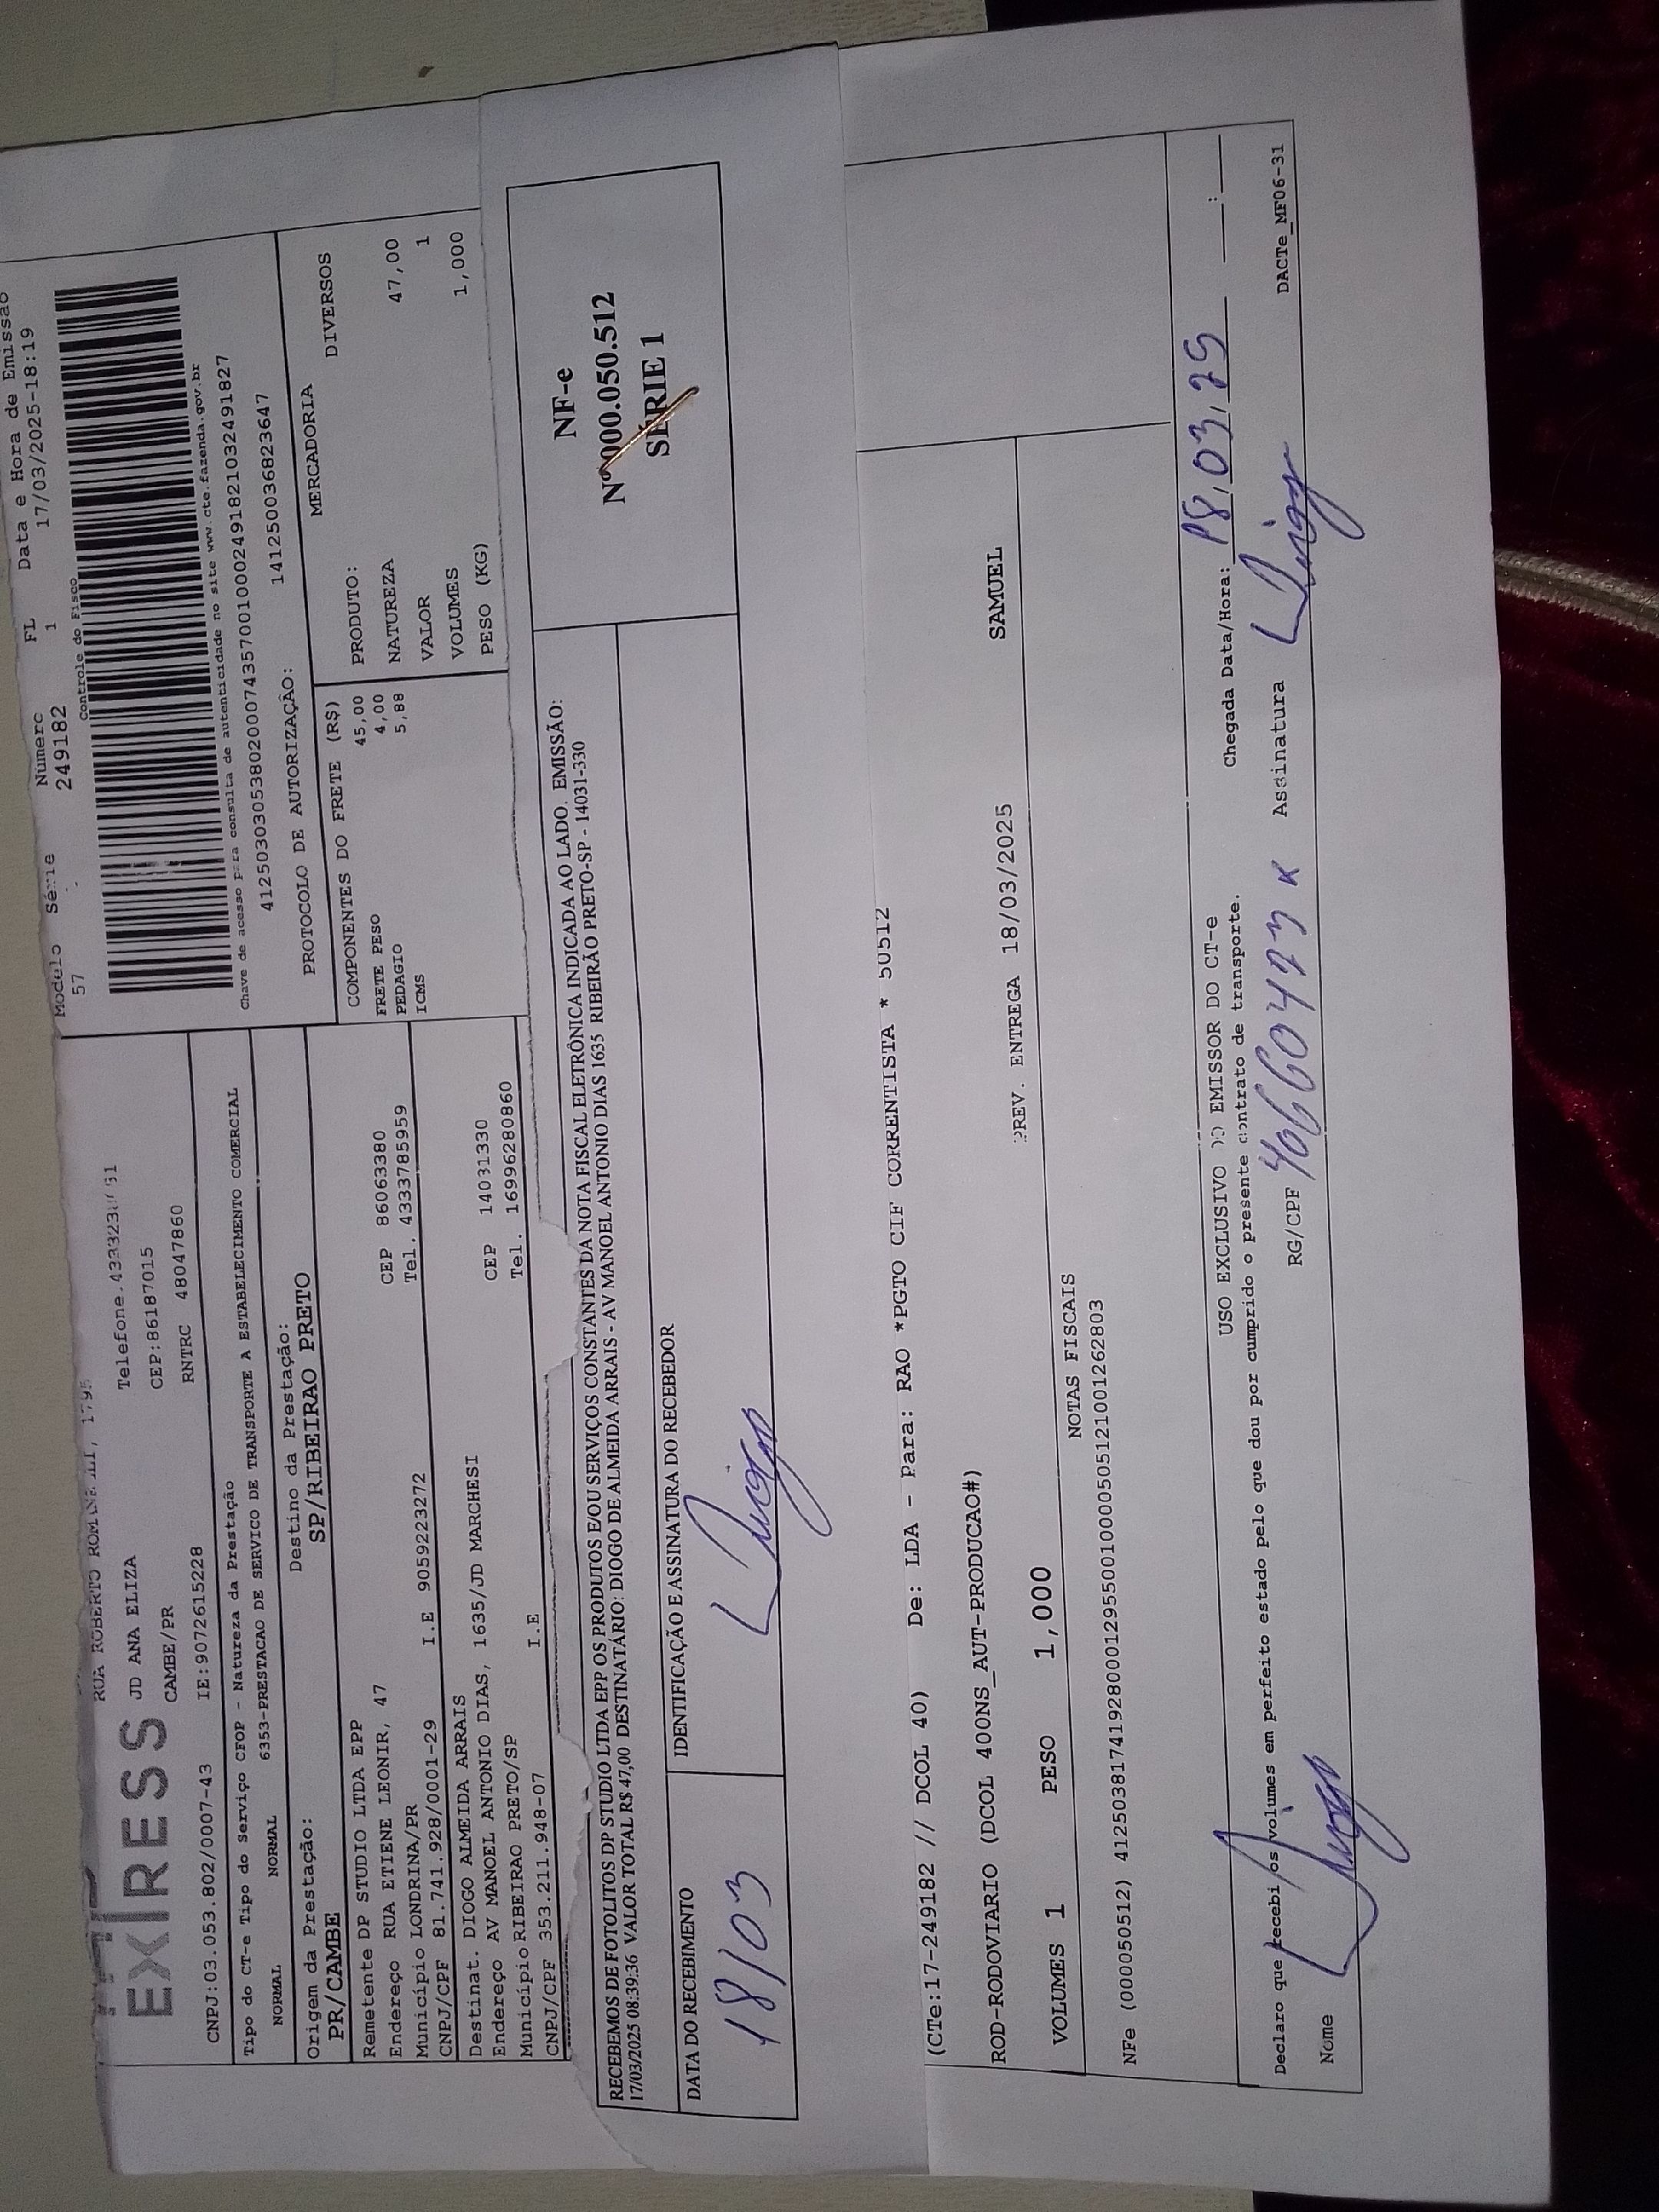 EXPRESS
RUA ROBERTO
JD ANA ELIZA
CAMBE/PR
CEP:86187015
CNPJ:03.053.802/0007-43 IE:9072615228 RNTRC 48047860
Modelo Série Número FL Data e Hora de Emissão
57 249182 1 17/03/2025-18:19
Controle do Fisco
Chave de acesso para consulta de autenticidade no site www.cte.fazenda.gov.br
41250303053802000743570010002491821032491827
PROTOCOLO DE AUTORIZAÇÃO: 141250036823647
Tipo do CT-e Tipo do Serviço CFOP - Natureza da Prestação
NORMAL NORMAL 6353-PRESTACAO DE SERVICO DE TRANSPORTE A ESTABELECIMENTO COMERCIAL
Origem da Prestação: Destino da Prestação:
PR/CAMBE SP/RIBEIRAO PRETO
Remetente DP STUDIO LTDA EPP
Endereço RUA ETIENE LEONIR, 47 CEP 86063380
Município LONDRINA/PR Tel. 4333785959
CNPJ/CPF 81.741.928/0001-29 I.E 9059223272
Destinat. DIOGO ALMEIDA ARRAIS
Endereço AV MANOEL ANTONIO DIAS, 1635/JD MARCHESI CEP 14031330
Município RIBEIRAO PRETO/SP Tel. 16996280860
CNPJ/CPF 353.211.948-07 I.E
COMPONENTES DO FRETE (R$)
FRETE PESO 45,00
PEDAGIO 4,00
ICMS 5,88
MERCADORIA
PRODUTO: DIVERSOS
NATUREZA
VALOR 47,00
VOLUMES 1
PESO (KG) 1,000
RECEBEMOS DE FOTOLITOS DP STUDIO LTDA EPP OS PRODUTOS E/OU SERVIÇOS CONSTANTES DA NOTA FISCAL ELETRÔNICA INDICADA AO LADO. EMISSÃO:
17/03/2025 08:39:36 VALOR TOTAL R$ 47,00 DESTINATÁRIO: DIOGO DE ALMEIDA ARRAIS - AV MANOEL ANTONIO DIAS 1635 RIBEIRÃO PRETO-SP - 14031-330
NF-e
Nº000.050.512
SÉRIE 1
DATA DO RECEBIMENTO IDENTIFICAÇÃO E ASSINATURA DO RECEBEDOR
18/03 Diogo
(CTe:17-249182 // DCOL 40) De: LDA - Para: RAO *PGTO CIF CORRENTISTA * 50512
ROD-RODOVIARIO (DCOL 400NS_AUT-PRODUCAO#) PREV. ENTREGA 18/03/2025 SAMUEL
VOLUMES 1 PESO 1,000
NOTAS FISCAIS
NFe (000050512) 41250381741928000129550010000505121001262803
USO EXCLUSIVO DO EMISSOR DO CT-e
Declaro que recebi os volumes em perfeito estado pelo que dou por cumprido o presente contrato de transporte. Chegada Data/Hora: 18,03,25 :
Nome Diogo RG/CPF Assinatura Diogo DACTe_MF06-31